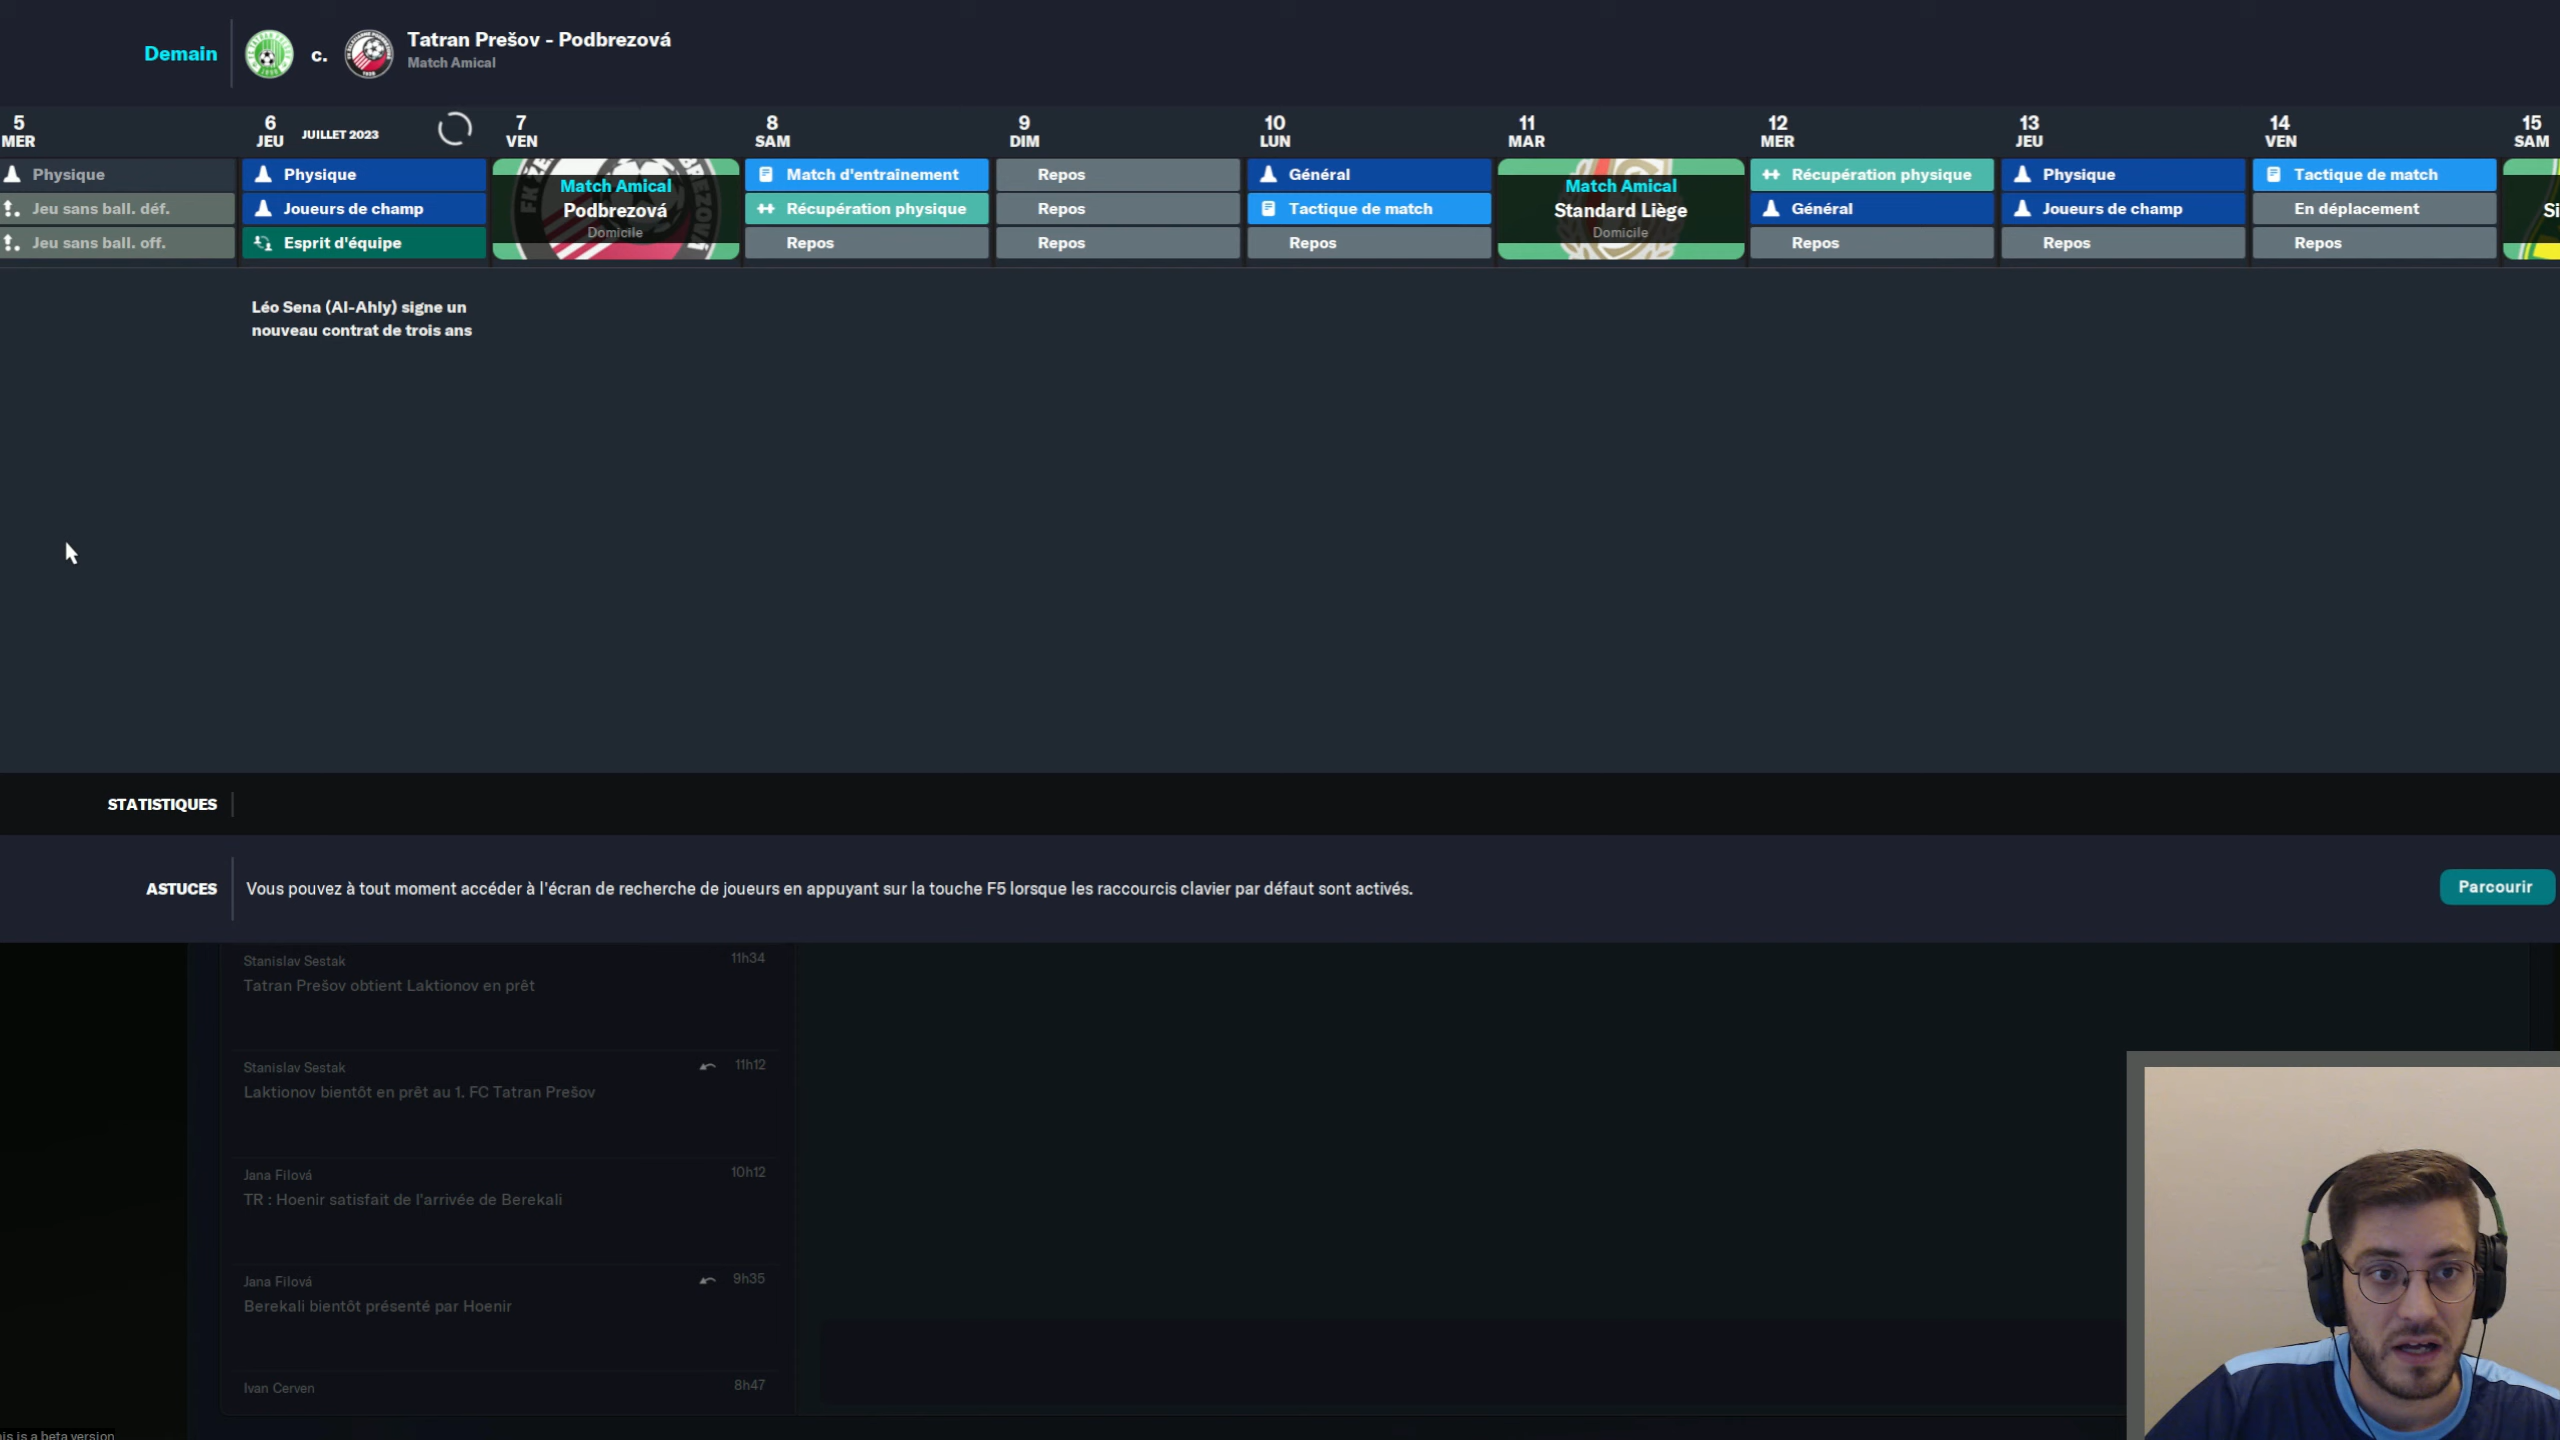 Demain
c.
Tatran Prešov - Podbrezová
Match Amical
5
MER
6
JEU
JUILLET 2023
7
VEN
8
SAM
9
DIM
10
LUN
11
MAR
12
MER
13
JEU
14
VEN
15
SAM
Physique
Jeu sans ball. déf.
Jeu sans ball. off.
Physique
Joueurs de champ
Esprit d'équipe
Match Amical
Podbrezová
Domicile
Match d'entraînement
Récupération physique
Repos
Repos
Repos
Repos
Général
Tactique de match
Repos
Match Amical
Standard Liège
Domicile
Récupération physique
Général
Repos
Physique
Joueurs de champ
Repos
Tactique de match
En déplacement
Repos
Si
Léo Sena (Al-Ahly) signe un
nouveau contrat de trois ans
STATISTIQUES
ASTUCES
Vous pouvez à tout moment accéder à l'écran de recherche de joueurs en appuyant sur la touche F5 lorsque les raccourcis clavier par défaut sont activés.
Parcourir
Stanislav Sestak
11h34
Tatran Prešov obtient Laktionov en prêt
Stanislav Sestak
11h12
Laktionov bientôt en prêt au 1. FC Tatran Prešov
Jana Filová
10h12
TR : Hoenir satisfait de l'arrivée de Berekali
Jana Filová
9h35
Berekali bientôt présenté par Hoenir
Ivan Cerven
8h47
is is a beta version